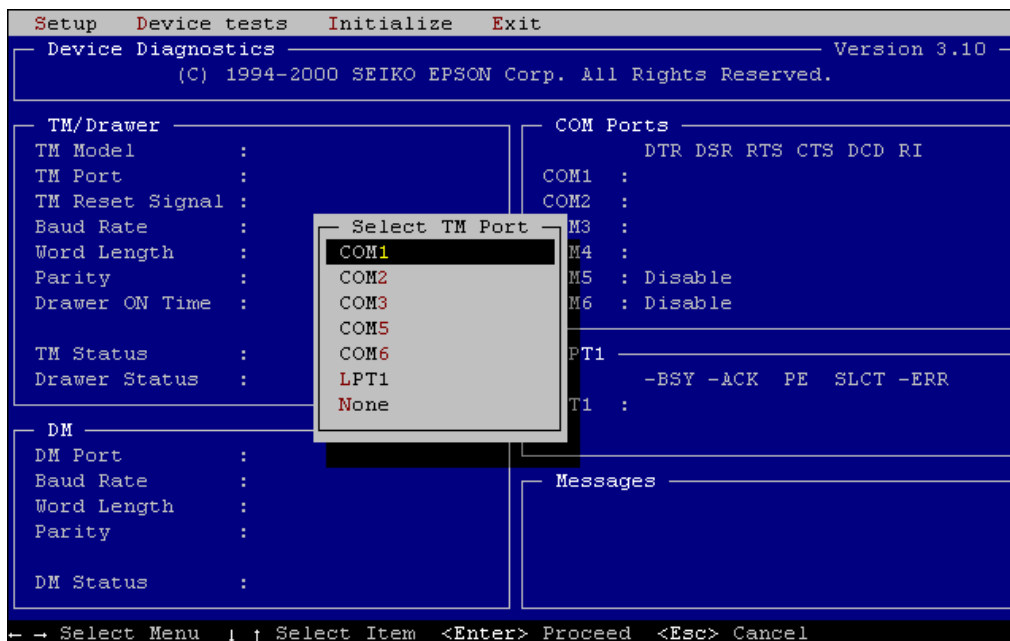 Setup Device tests Initialize Exit
Device Diagnostics Version 3.10
(C) 1994-2000 SEIKO EPSON Corp. All Rights Reserved.
TM/Drawer
TM Model :
TM Port :
TM Reset Signal :
Baud Rate :
Word Length :
Parity :
Drawer ON Time :
TM Status :
Drawer Status :
Select TM Port
COM1
COM2
COM3
COM5
COM6
LPT1
None
COM Ports
DTR DSR RTS CTS DCD RI
COM1 :
COM2 :
M3 :
M4 :
M5 : Disable
M6 : Disable
PT1
-BSY -ACK PE SLCT -ERR
T1 :
DM
DM Port :
Baud Rate :
Word Length :
Parity :
DM Status :
Messages
← → Select Menu ↓ ↑ Select Item <Enter> Proceed <Esc> Cancel